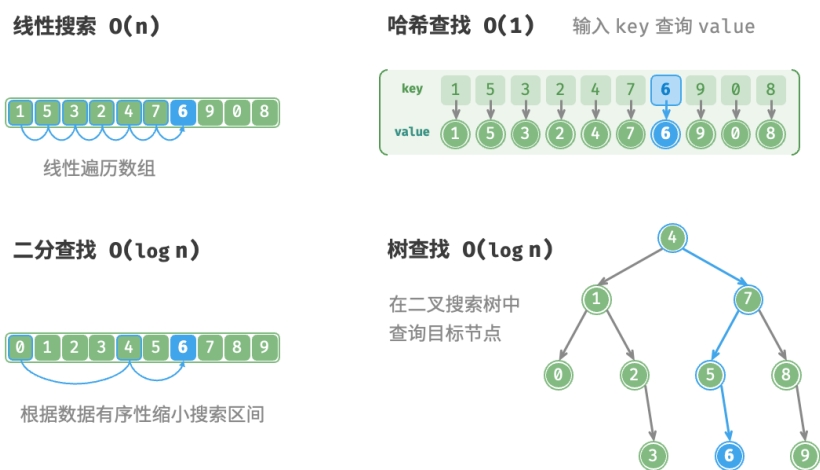 线性搜索 O(n)
1 5 3 2 4 7 6 9 0 8
线性遍历数组
哈希查找 O(1) 输入 key 查询 value
key 1 5 3 2 4 7 6 9 0 8
value 1 5 3 2 4 7 6 9 0 8
二分查找 O(log n)
0 1 2 3 4 5 6 7 8 9
根据数据有序性缩小搜索区间
树查找 O(log n)
在二叉搜索树中
查询目标节点
4
1 7
0 2 5 8
3 6 9